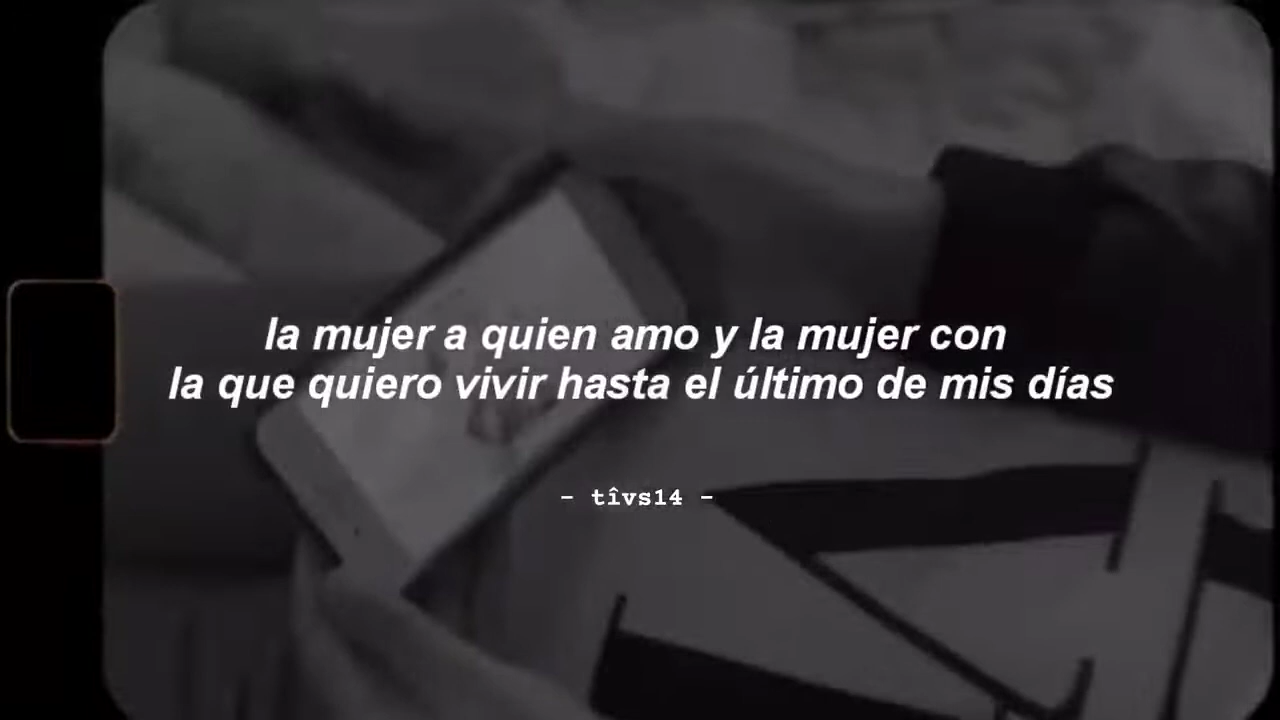 la mujer a quien amo y la mujer con
la que quiero vivir hasta el último de mis días
- tîvs14 -